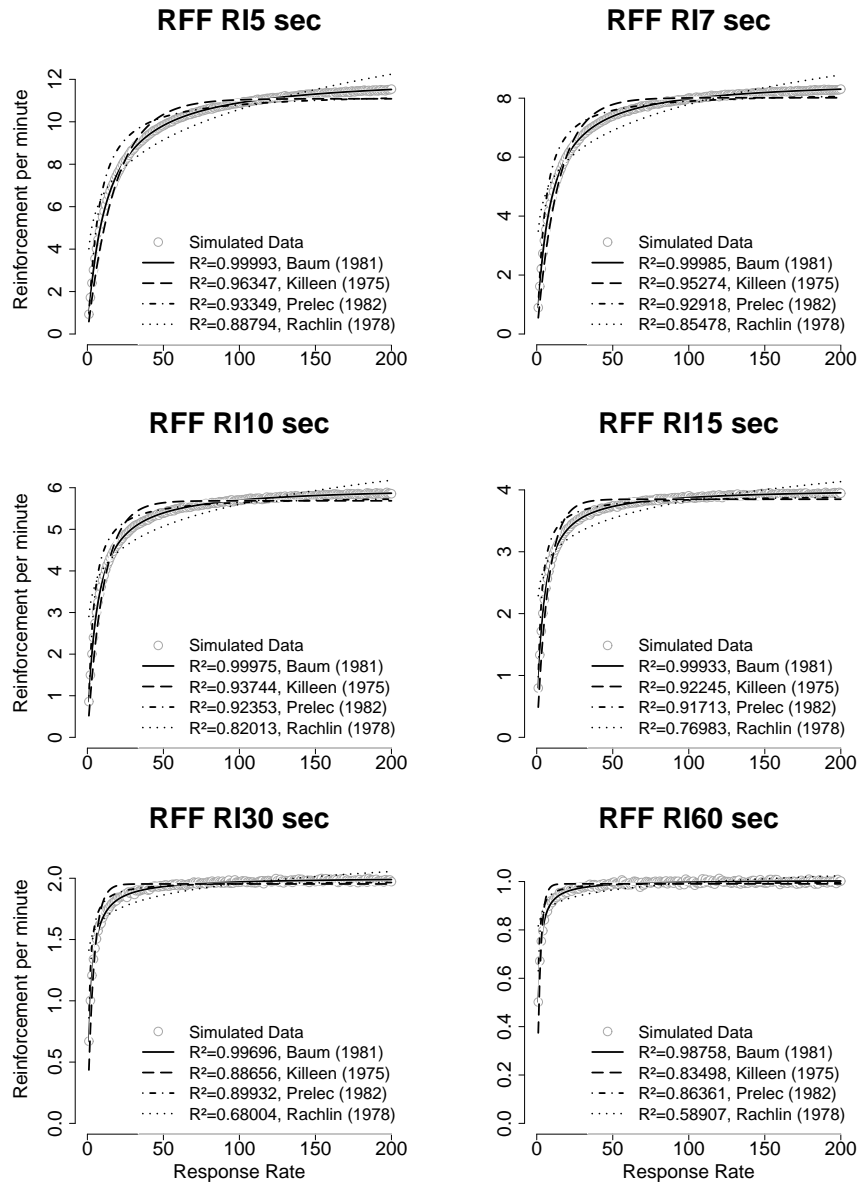 RFF RI5 sec
Reinforcement per minute
0 2 4 6 8 10 12
Simulated Data
R²=0.99993, Baum (1981)
R²=0.96347, Killeen (1975)
R²=0.93349, Prelec (1982)
R²=0.88794, Rachlin (1978)
0 50 100 150 200
RFF RI7 sec
0 2 4 6 8
Simulated Data
R²=0.99985, Baum (1981)
R²=0.95274, Killeen (1975)
R²=0.92918, Prelec (1982)
R²=0.85478, Rachlin (1978)
0 50 100 150 200
RFF RI10 sec
Reinforcement per minute
0 1 2 3 4 5 6
Simulated Data
R²=0.99975, Baum (1981)
R²=0.93744, Killeen (1975)
R²=0.92353, Prelec (1982)
R²=0.82013, Rachlin (1978)
0 50 100 150 200
RFF RI15 sec
0 1 2 3 4
Simulated Data
R²=0.99933, Baum (1981)
R²=0.92245, Killeen (1975)
R²=0.91713, Prelec (1982)
R²=0.76983, Rachlin (1978)
0 50 100 150 200
RFF RI30 sec
Reinforcement per minute
0.0 0.5 1.0 1.5 2.0
Simulated Data
R²=0.99696, Baum (1981)
R²=0.88656, Killeen (1975)
R²=0.89932, Prelec (1982)
R²=0.68004, Rachlin (1978)
0 50 100 150 200
Response Rate
RFF RI60 sec
0.0 0.2 0.4 0.6 0.8 1.0
Simulated Data
R²=0.98758, Baum (1981)
R²=0.83498, Killeen (1975)
R²=0.86361, Prelec (1982)
R²=0.58907, Rachlin (1978)
0 50 100 150 200
Response Rate